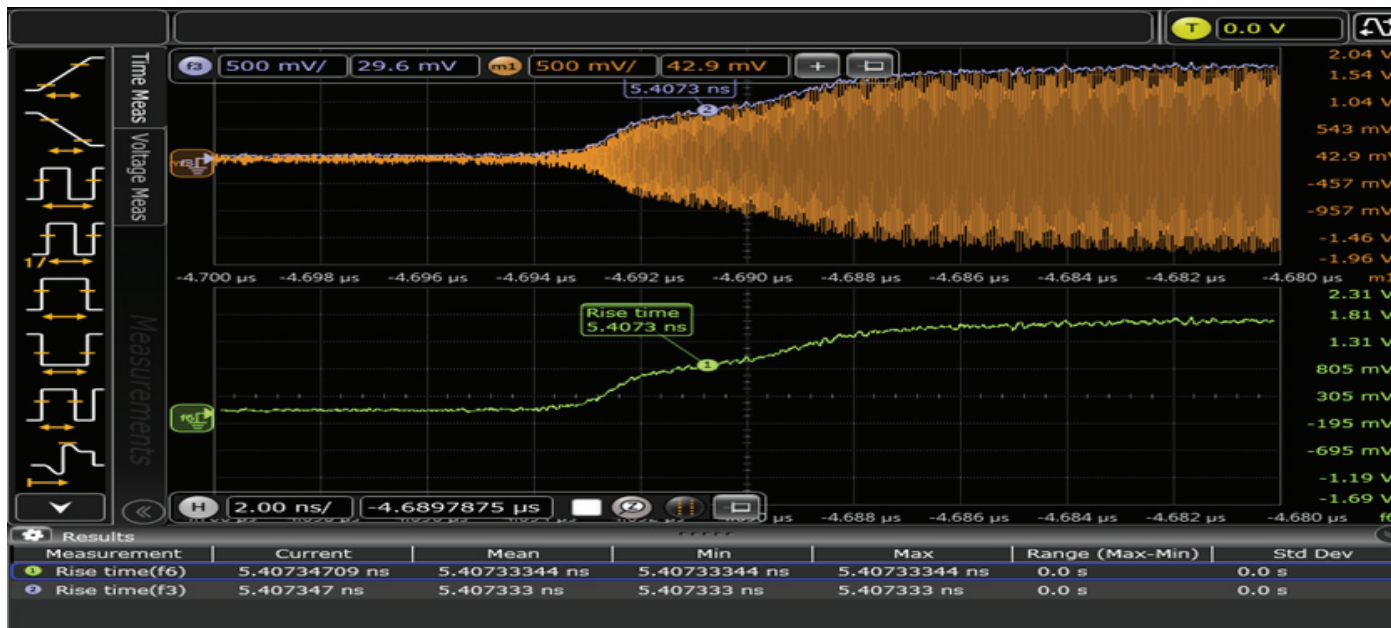 T 0.0 V
Time Meas
Voltage Meas
Measurements
1/
f3 500 mV/ 29.6 mV m1 500 mV/ 42.9 mV +
5.4073 ns
2
2.04 V
1.54 V
1.04 V
543 mV
42.9 mV
-457 mV
-957 mV
-1.46 V
-1.96 V
-4.700 µs -4.698 µs -4.696 µs -4.694 µs -4.692 µs -4.690 µs -4.688 µs -4.686 µs -4.684 µs -4.682 µs -4.680 µs m1
Rise time
5.4073 ns
1
f6
2.31 V
1.81 V
1.31 V
805 mV
305 mV
-195 mV
-695 mV
-1.19 V
-1.69 V
H 2.00 ns/ -4.6897875 µs
-4.688 µs -4.686 µs -4.684 µs -4.682 µs -4.680 µs f6
Results
Measurement Current Mean Min Max Range (Max-Min) Std Dev
1 Rise time(f6) 5.40734709 ns 5.40733344 ns 5.40733344 ns 5.40733344 ns 0.0 s 0.0 s
2 Rise time(f3) 5.407347 ns 5.407333 ns 5.407333 ns 5.407333 ns 0.0 s 0.0 s